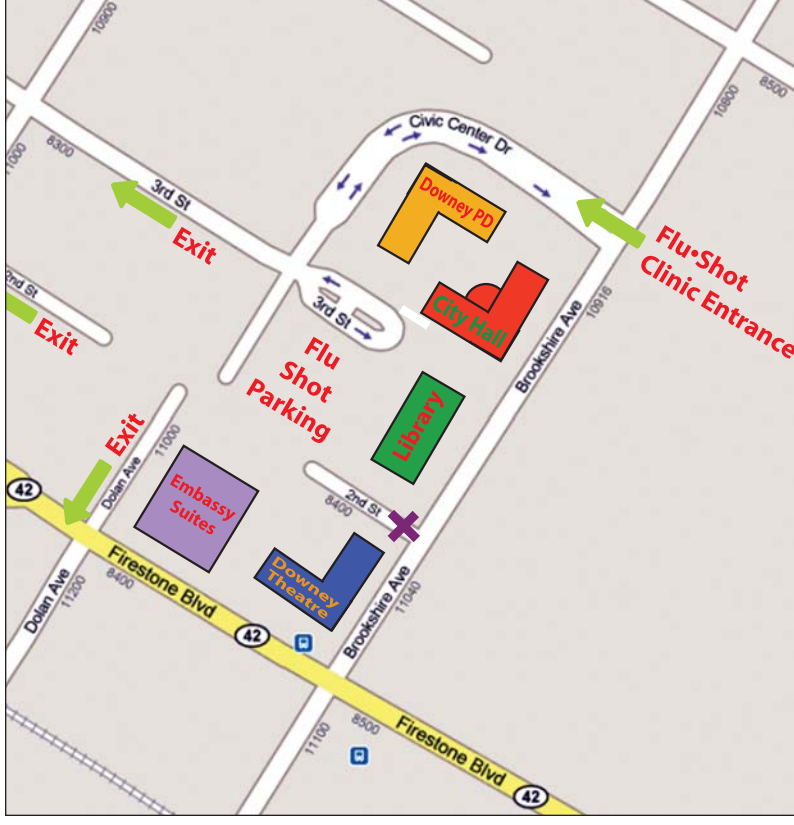 10900
8500
10800
Civic Center Dr
8300
11000
3rd St
Downey PD
Exit
Flu•Shot
Clinic Entrance
2nd St
3rd St
City Hall
10916
Brookshire Ave
Exit
Flu
Shot
Parking
Library
Exit
11000
Dolan Ave
42
Embassy
Suites
2nd St
8400
Downey
Theatre
Firestone Blvd
8400
Dolan Ave
11200
Brookshire Ave
11040
42
8500
11100
Firestone Blvd
42